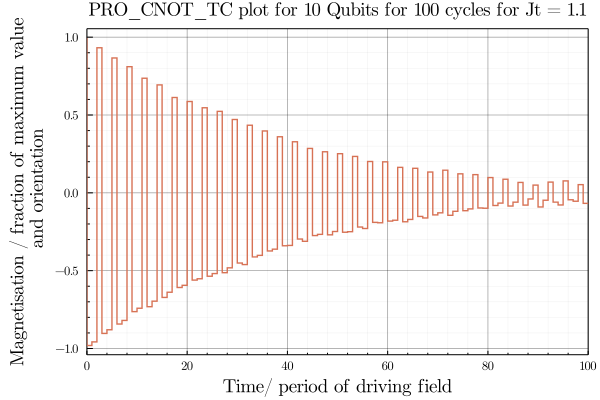 PRO_CNOT_TC plot for 10 Qubits for 100 cycles for Jt = 1.1
Magnetisation / fraction of maximum value
and orientation
1.0
0.5
0.0
−0.5
−1.0
0 20 40 60 80 100
Time/ period of driving field